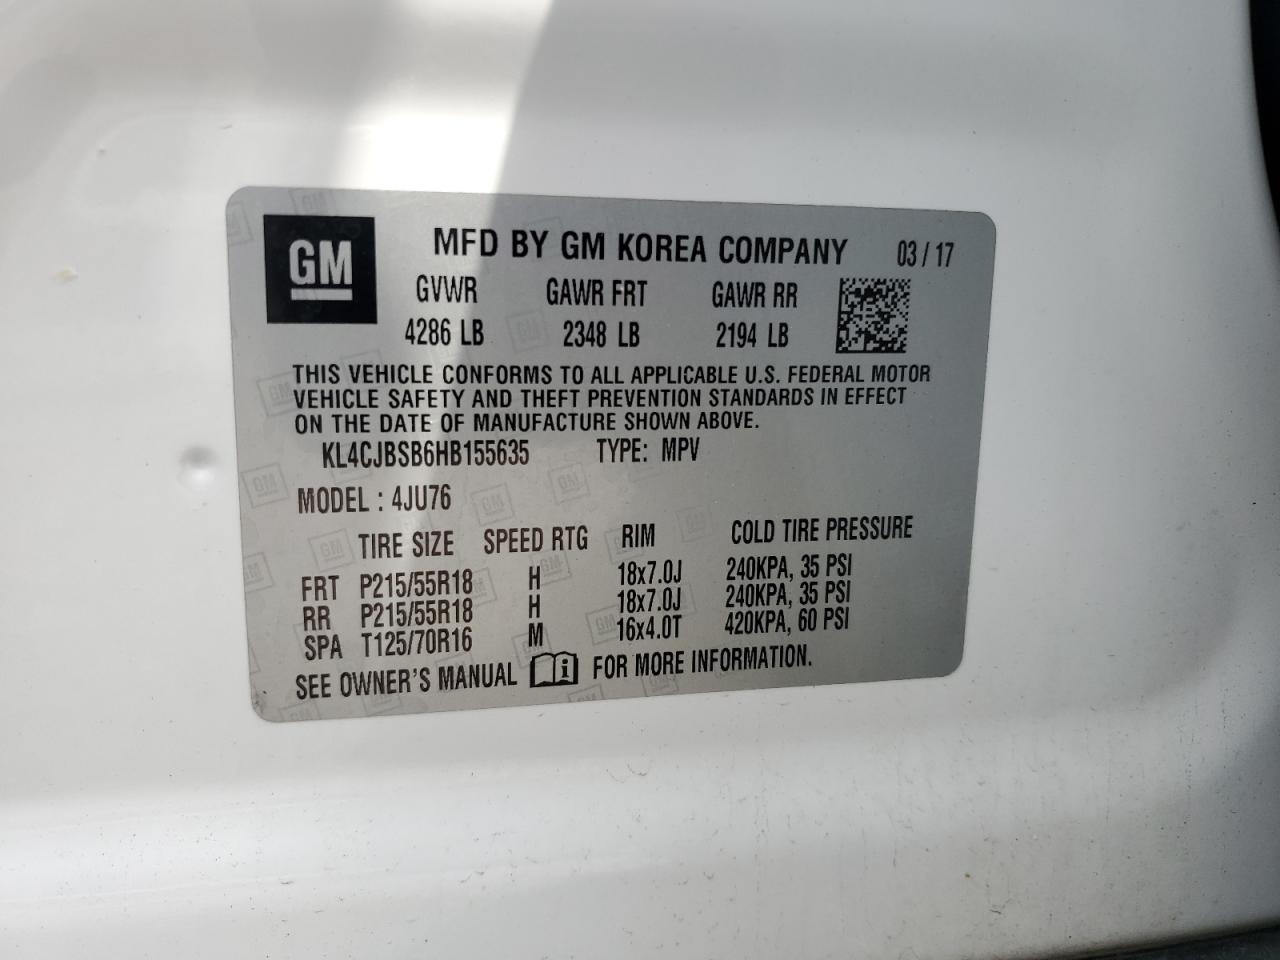 GM
MFD BY GM KOREA COMPANY 03 / 17
GVWR GAWR FRT GAWR RR
4286 LB 2348 LB 2194 LB
THIS VEHICLE CONFORMS TO ALL APPLICABLE U.S. FEDERAL MOTOR
VEHICLE SAFETY AND THEFT PREVENTION STANDARDS IN EFFECT
ON THE DATE OF MANUFACTURE SHOWN ABOVE.
KL4CJBSB6HB155635 TYPE: MPV
MODEL : 4JU76
TIRE SIZE SPEED RTG RIM COLD TIRE PRESSURE
FRT P215/55R18 H 18x7.0J 240KPA, 35 PSI
RR P215/55R18 H 18x7.0J 240KPA, 35 PSI
SPA T125/70R16 M 16x4.0T 420KPA, 60 PSI
SEE OWNER'S MANUAL i FOR MORE INFORMATION.